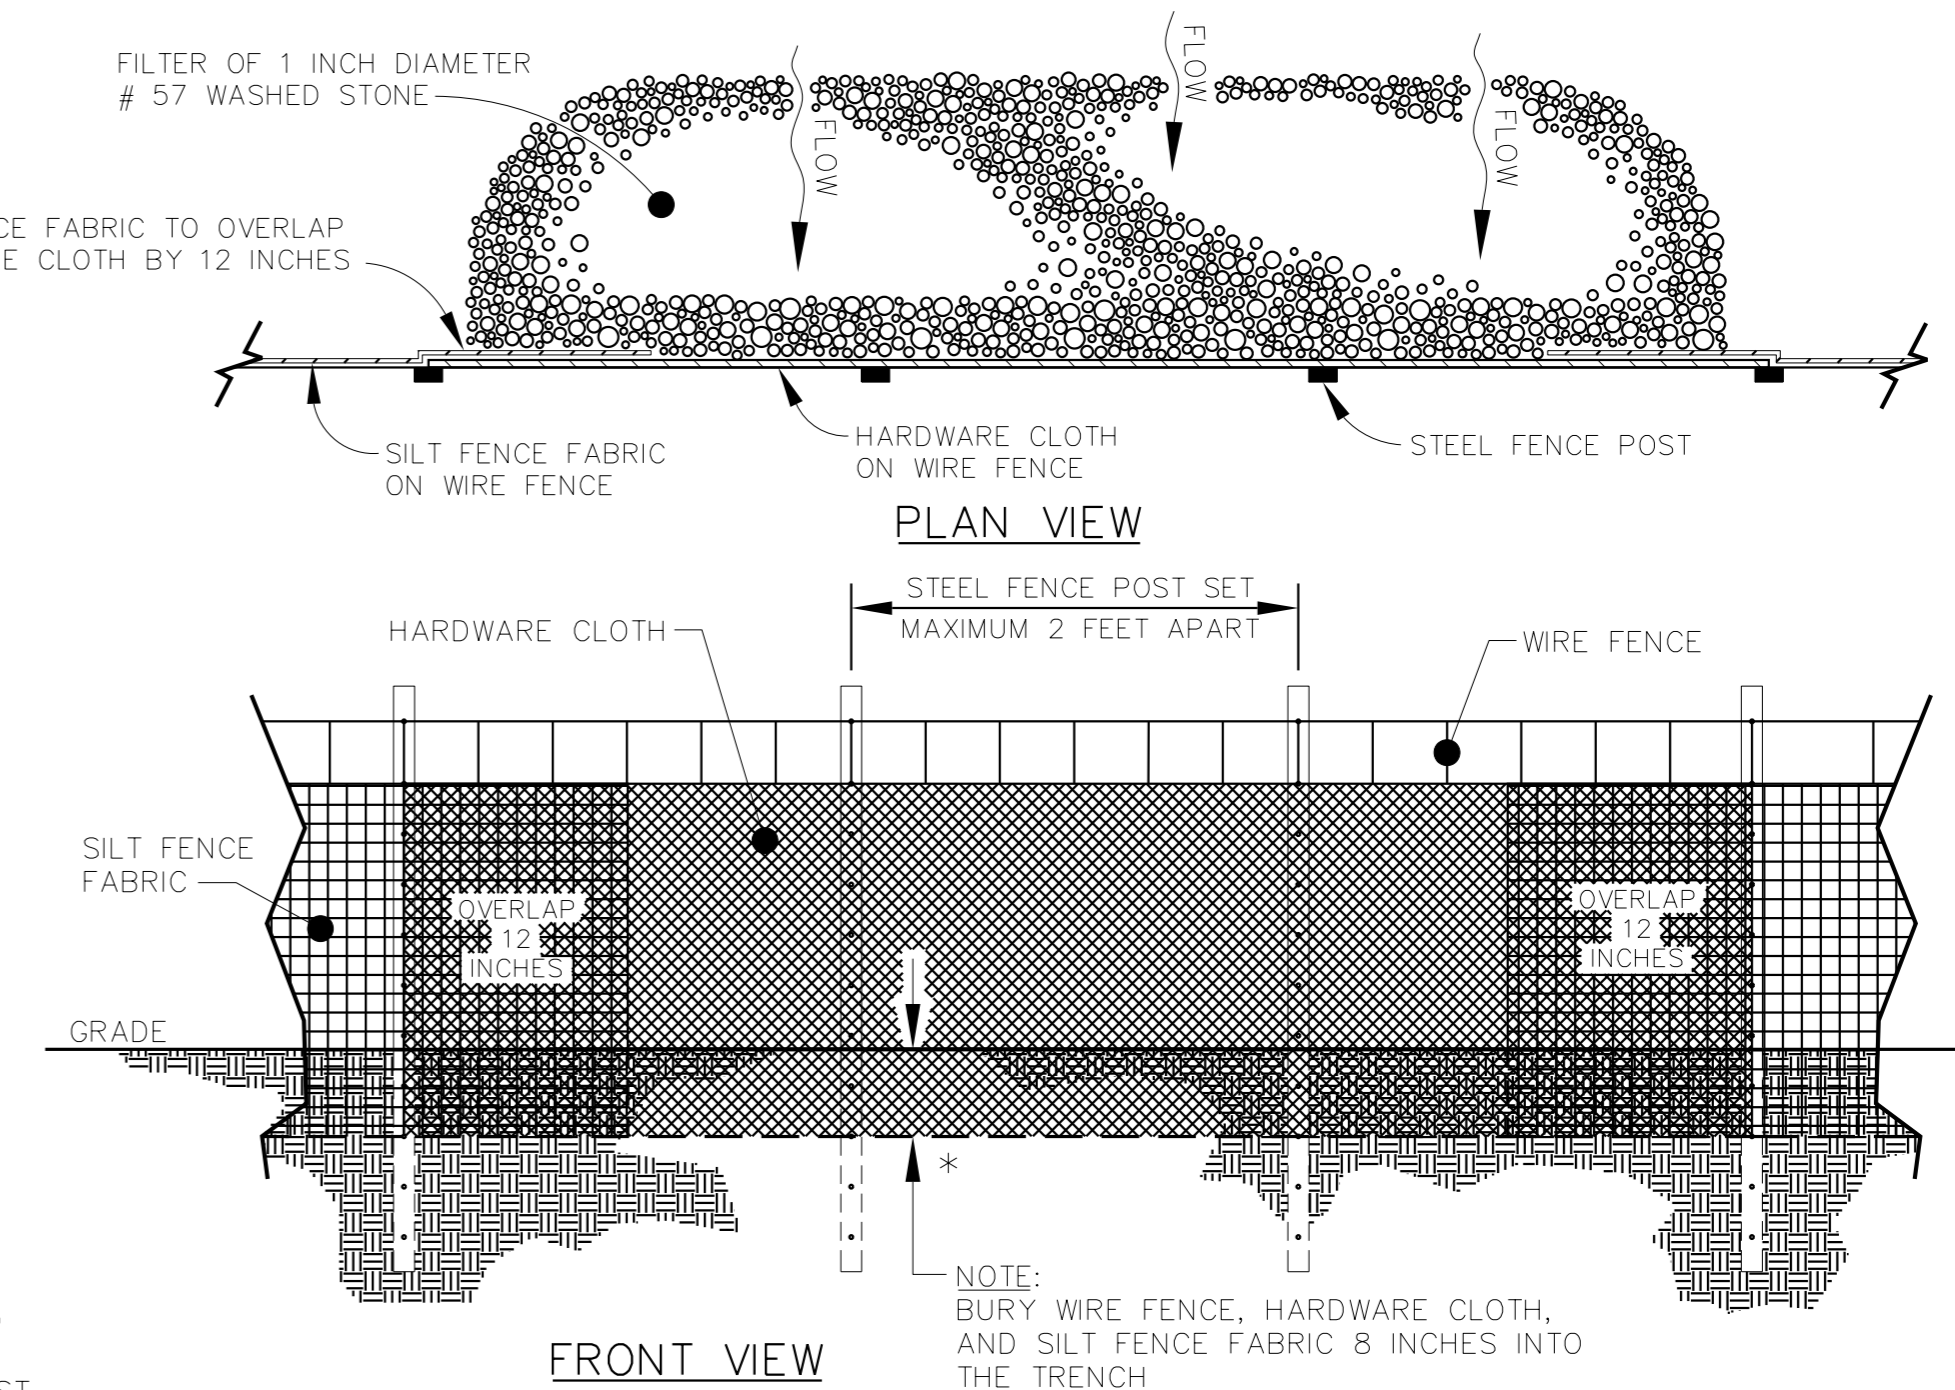 FILTER OF 1 INCH DIAMETER
# 57 WASHED STONE
FLOW
FLOW
FLOW
FABRIC TO OVERLAP
CLOTH BY 12 INCHES
SILT FENCE FABRIC
ON WIRE FENCE
HARDWARE CLOTH
ON WIRE FENCE
STEEL FENCE POST
PLAN VIEW
STEEL FENCE POST SET
MAXIMUM 2 FEET APART
HARDWARE CLOTH
WIRE FENCE
SILT FENCE
FABRIC
OVERLAP
12
INCHES
OVERLAP
12
INCHES
GRADE
*
NOTE:
BURY WIRE FENCE, HARDWARE CLOTH,
AND SILT FENCE FABRIC 8 INCHES INTO
THE TRENCH
FRONT VIEW